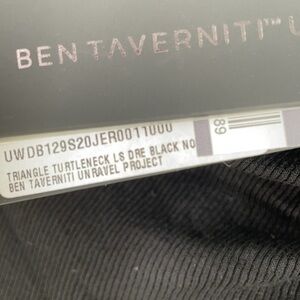 BEN TAVERNITI™ U
UWDB129S20JER0011000
TRIANGLE TURTLENECK LS DRE BLACK NO
BEN TAVERNITI UNRAVEL PROJECT
89